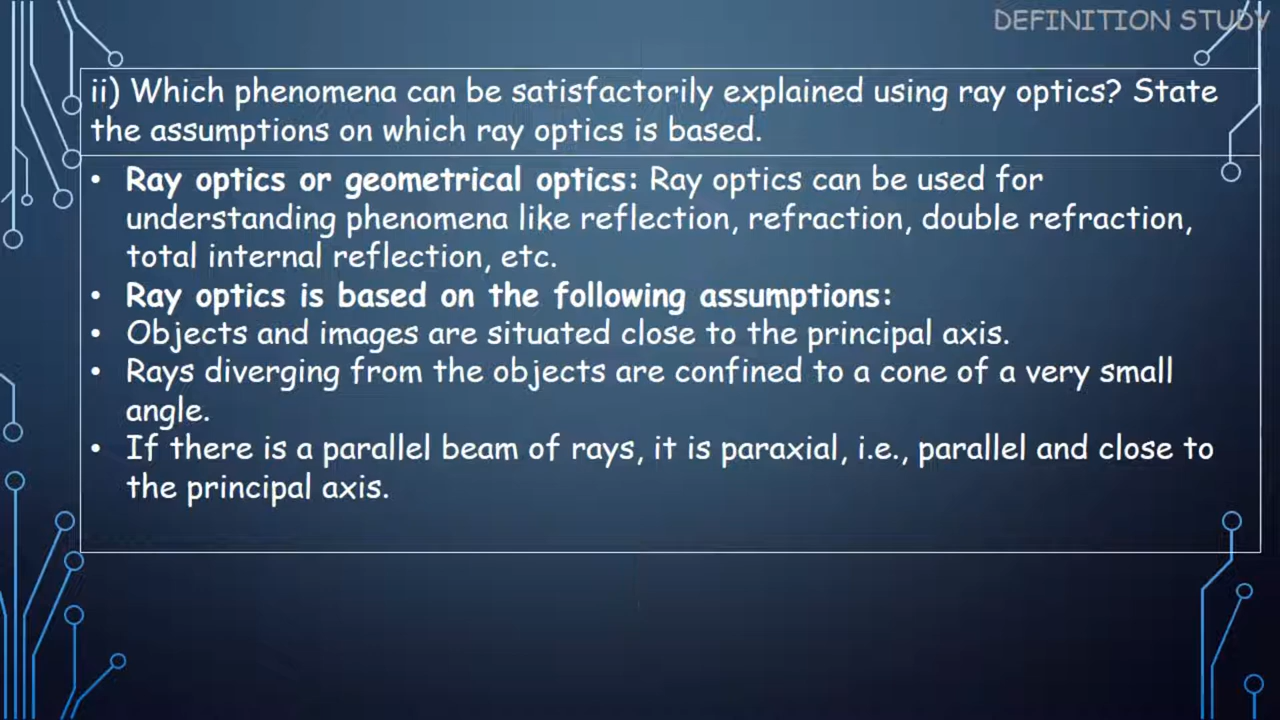 DEFINITION STUDY
ii) Which phenomena can be satisfactorily explained using ray optics? State
the assumptions on which ray optics is based.
• Ray optics or geometrical optics: Ray optics can be used for
understanding phenomena like reflection, refraction, double refraction,
total internal reflection, etc.
• Ray optics is based on the following assumptions:
• Objects and images are situated close to the principal axis.
• Rays diverging from the objects are confined to a cone of a very small
angle.
• If there is a parallel beam of rays, it is paraxial, i.e., parallel and close to
the principal axis.